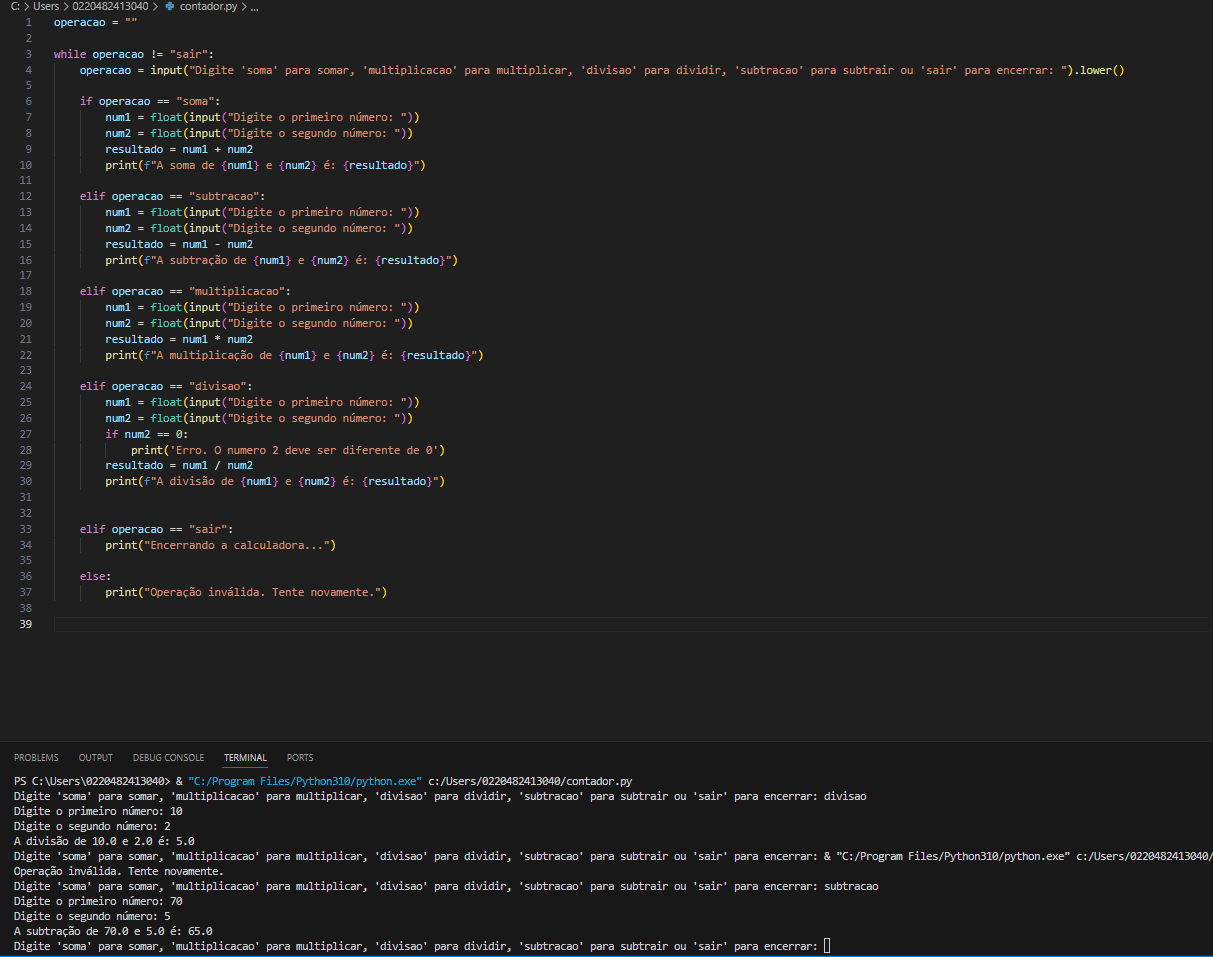 C: > Users > 0220482413040 > contador.py > ...
1 operacao = ""
2
3 while operacao != "sair":
4 operacao = input("Digite 'soma' para somar, 'multiplicacao' para multiplicar, 'divisao' para dividir, 'subtracao' para subtrair ou 'sair' para encerrar: ").lower()
5
6 if operacao == "soma":
7 num1 = float(input("Digite o primeiro número: "))
8 num2 = float(input("Digite o segundo número: "))
9 resultado = num1 + num2
10 print(f"A soma de {num1} e {num2} é: {resultado}")
11
12 elif operacao == "subtracao":
13 num1 = float(input("Digite o primeiro número: "))
14 num2 = float(input("Digite o segundo número: "))
15 resultado = num1 - num2
16 print(f"A subtração de {num1} e {num2} é: {resultado}")
17
18 elif operacao == "multiplicacao":
19 num1 = float(input("Digite o primeiro número: "))
20 num2 = float(input("Digite o segundo número: "))
21 resultado = num1 * num2
22 print(f"A multiplicação de {num1} e {num2} é: {resultado}")
23
24 elif operacao == "divisao":
25 num1 = float(input("Digite o primeiro número: "))
26 num2 = float(input("Digite o segundo número: "))
27 if num2 == 0:
28 print('Erro. O numero 2 deve ser diferente de 0')
29 resultado = num1 / num2
30 print(f"A divisão de {num1} e {num2} é: {resultado}")
31
32
33 elif operacao == "sair":
34 print("Encerrando a calculadora...")
35
36 else:
37 print("Operação inválida. Tente novamente.")
38
39
PROBLEMS OUTPUT DEBUG CONSOLE TERMINAL PORTS
PS C:\Users\0220482413040> & "C:/Program Files/Python310/python.exe" c:/Users/0220482413040/contador.py
Digite 'soma' para somar, 'multiplicacao' para multiplicar, 'divisao' para dividir, 'subtracao' para subtrair ou 'sair' para encerrar: divisao
Digite o primeiro número: 10
Digite o segundo número: 2
A divisão de 10.0 e 2.0 é: 5.0
Digite 'soma' para somar, 'multiplicacao' para multiplicar, 'divisao' para dividir, 'subtracao' para subtrair ou 'sair' para encerrar: & "C:/Program Files/Python310/python.exe" c:/Users/0220482413040/
Operação inválida. Tente novamente.
Digite 'soma' para somar, 'multiplicacao' para multiplicar, 'divisao' para dividir, 'subtracao' para subtrair ou 'sair' para encerrar: subtracao
Digite o primeiro número: 70
Digite o segundo número: 5
A subtração de 70.0 e 5.0 é: 65.0
Digite 'soma' para somar, 'multiplicacao' para multiplicar, 'divisao' para dividir, 'subtracao' para subtrair ou 'sair' para encerrar: